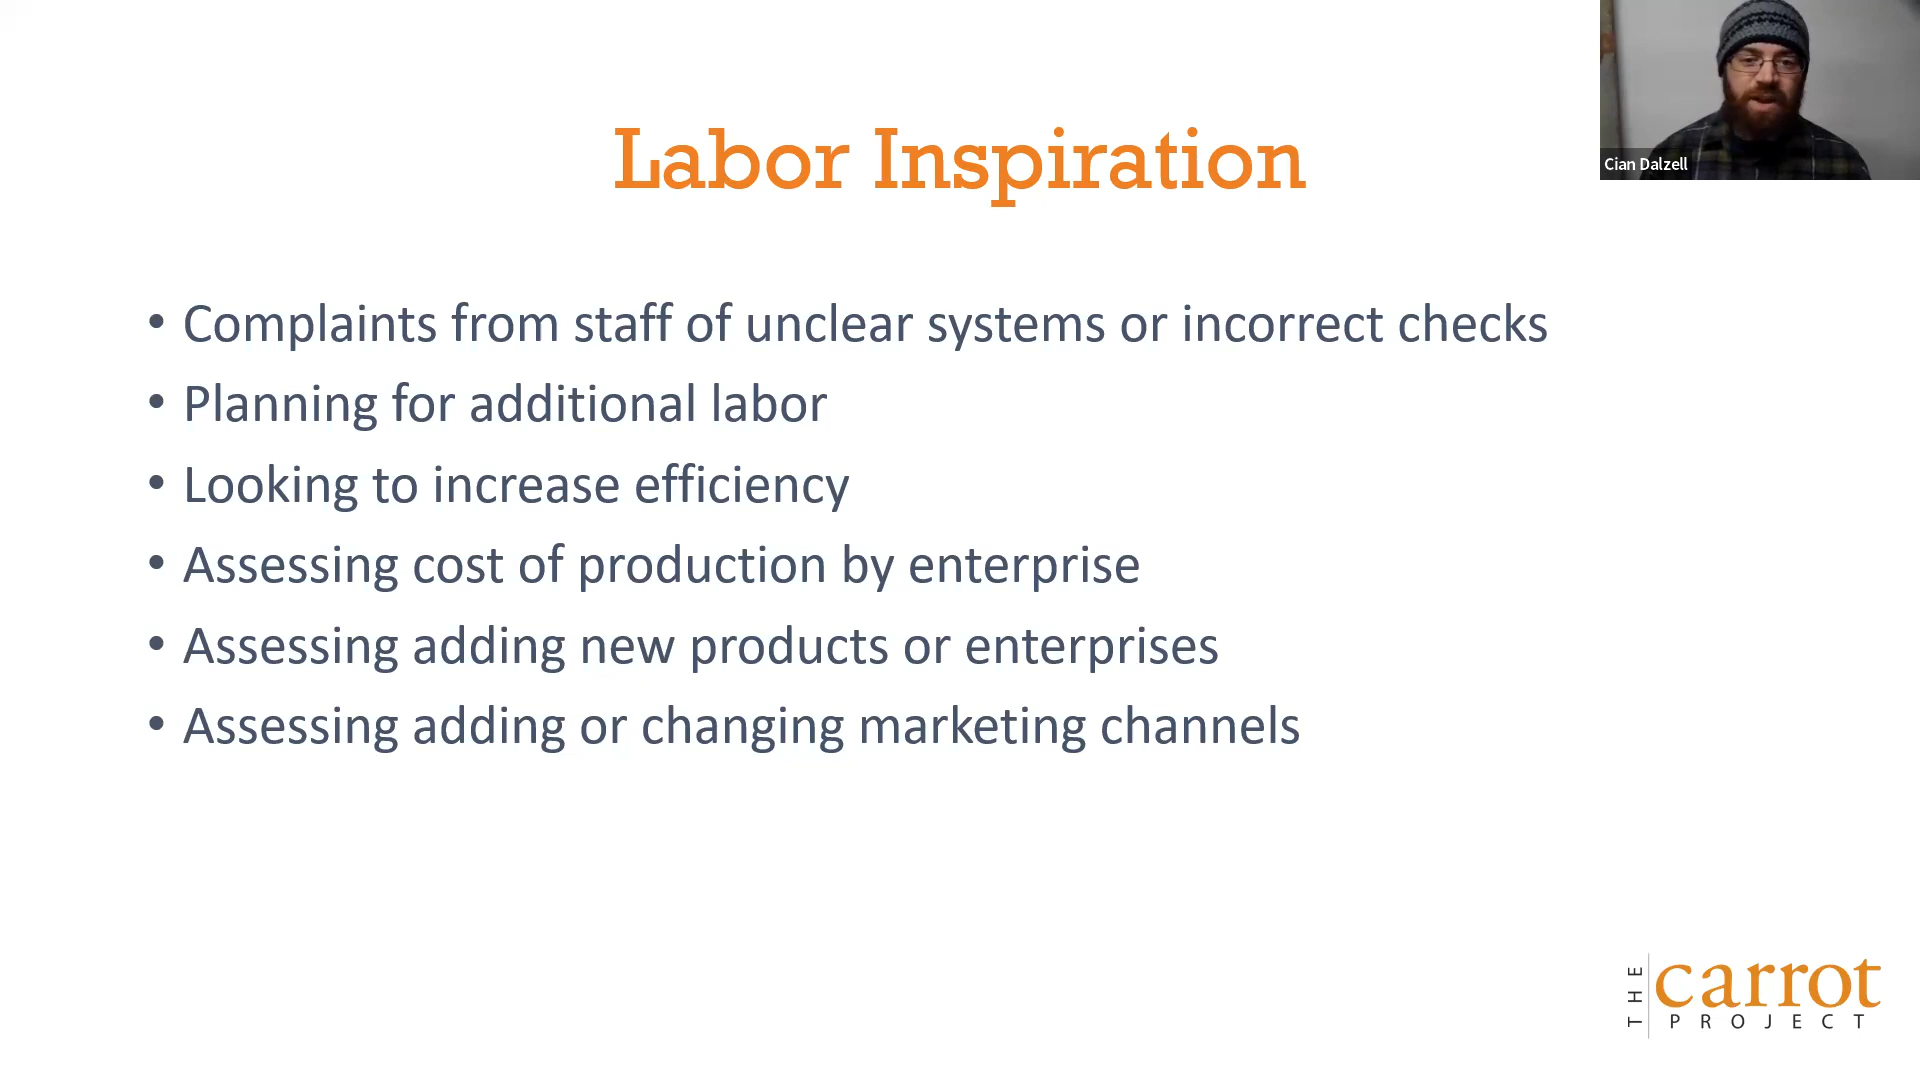 Labor Inspiration
Cian Dalzell
• Complaints from staff of unclear systems or incorrect checks
• Planning for additional labor
• Looking to increase efficiency
• Assessing cost of production by enterprise
• Assessing adding new products or enterprises
• Assessing adding or changing marketing channels
THE
carrot
PROJECT